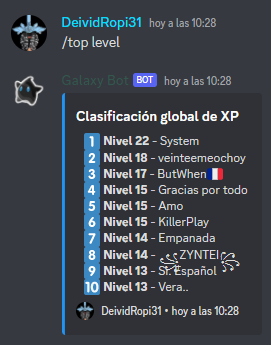 DeividRopi31 hoy a las 10:28
/top level
Galaxy Bot BOT hoy a las 10:28
Clasificación global de XP
1 Nivel 22 - System
2 Nivel 18 - veinteemeochoy
3 Nivel 17 - ButWhen 🇫🇷
4 Nivel 15 - Gracias por todo
5 Nivel 15 - Amo
6 Nivel 15 - KillerPlay
7 Nivel 14 - Empanada
8 Nivel 14 - ZYNTEI
9 Nivel 13 - Sr. Español
10 Nivel 13 - Vera..
DeividRopi31 • hoy a las 10:28